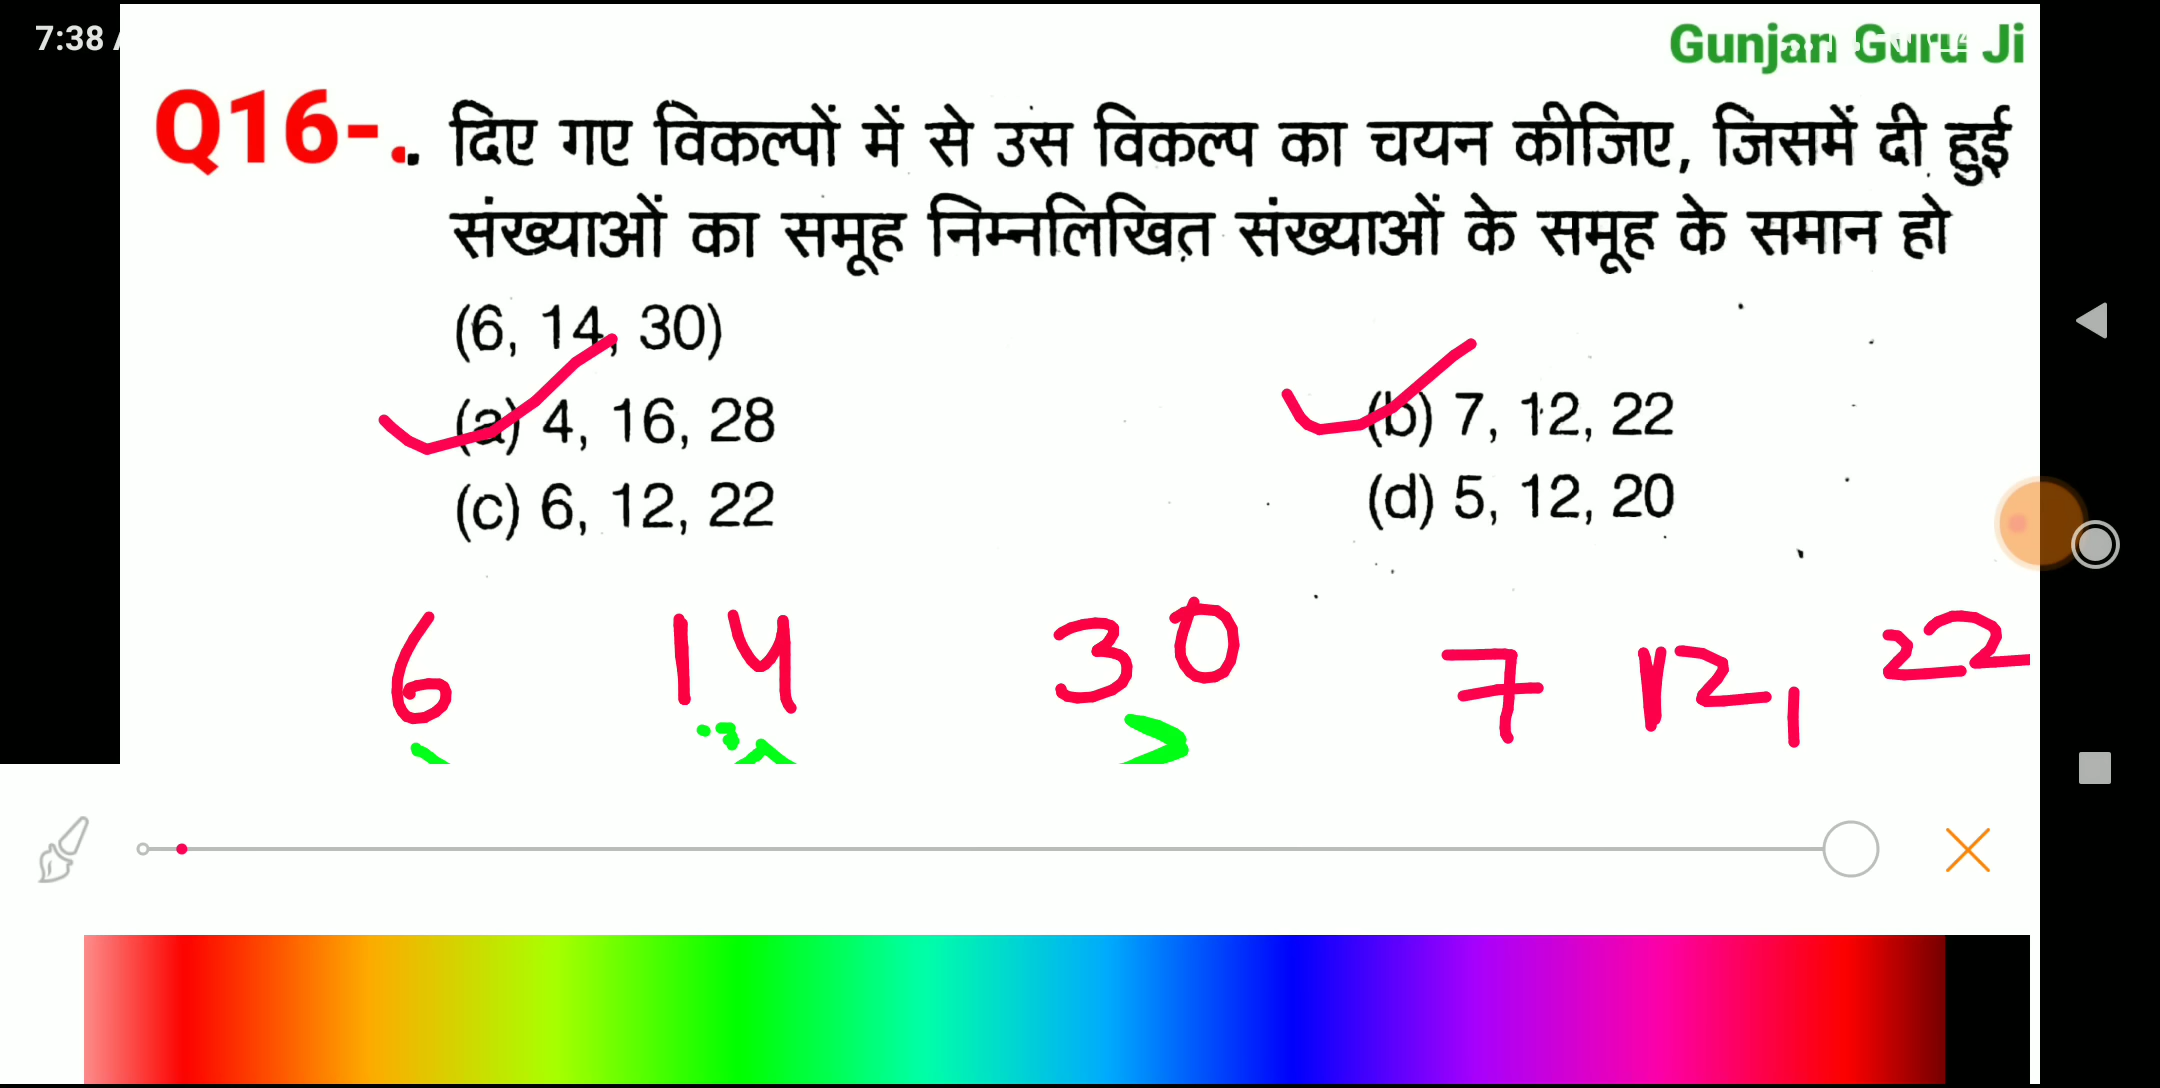 7:38
Gunjan Guru Ji
Q16-. दिए गए विकल्पों में से उस विकल्प का चयन कीजिए, जिसमें दी हुई
संख्याओं का समूह निम्नलिखित संख्याओं के समूह के समान हो
(6, 14, 30)
(a) 4, 16, 28 (b) 7, 12, 22
(c) 6, 12, 22 (d) 5, 12, 20
6 14 30 7 12, 22